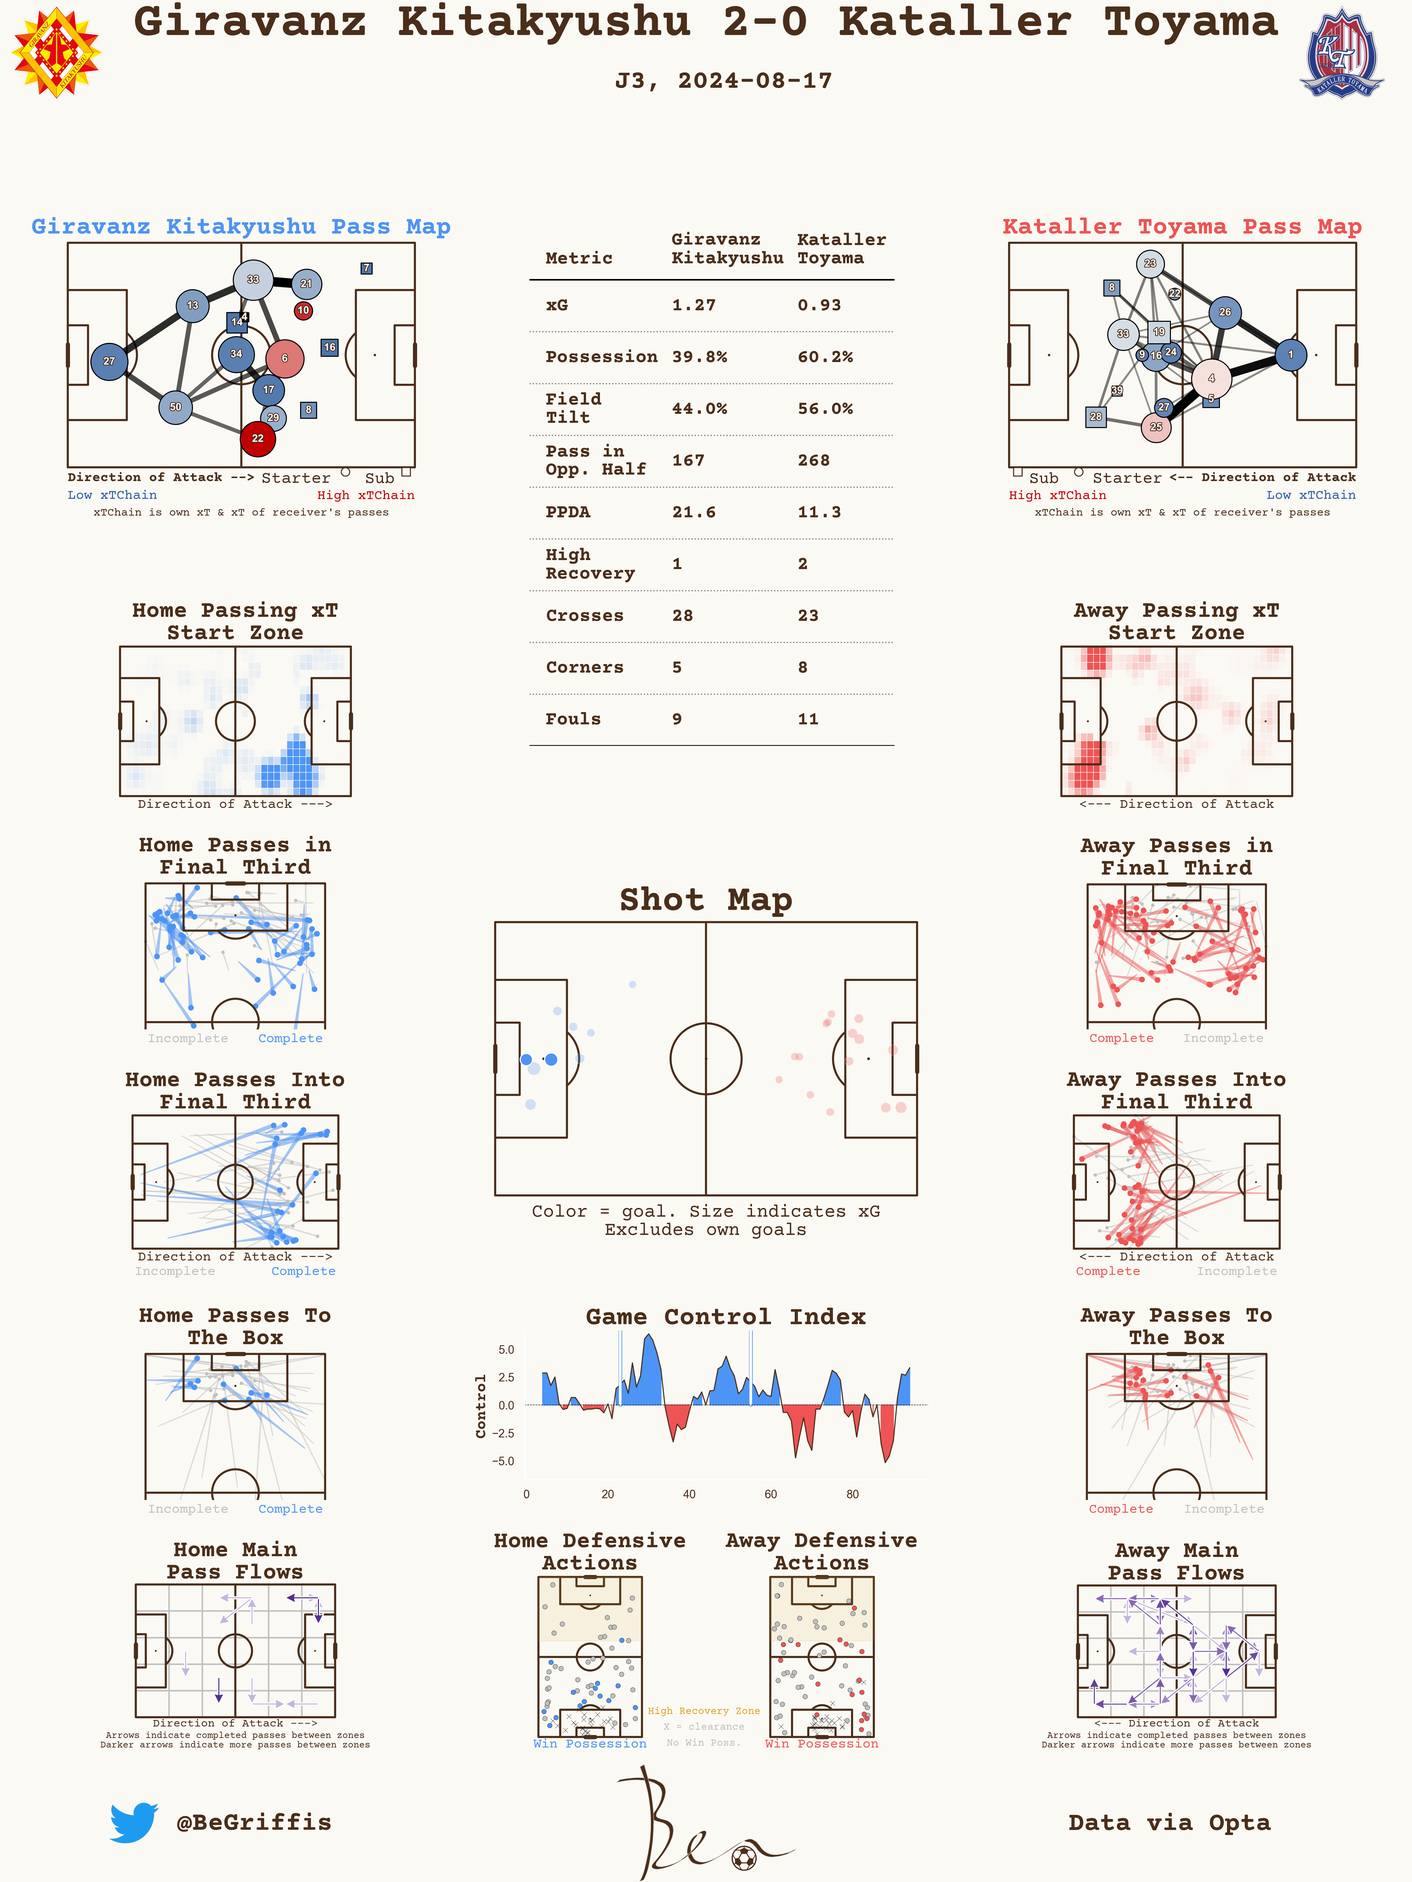 Giravanz Kitakyushu 2-0 Kataller Toyama
J3, 2024-08-17
GIRAVANZ
KITAKYUSHU
KT
KATALLER TOYAMA
Giravanz Kitakyushu Pass Map
7
33
21
13
10
14
4
27
34
6
16
17
50
29
8
22
Direction of Attack --> Starter Sub
Low xTChain High xTChain
xTChain is own xT & xT of receiver's passes
Metric Giravanz Kitakyushu Kataller Toyama
xG 1.27 0.93
Possession 39.8% 60.2%
Field Tilt 44.0% 56.0%
Pass in Opp. Half 167 268
PPDA 21.6 11.3
High Recovery 1 2
Crosses 28 23
Corners 5 8
Fouls 9 11
Kataller Toyama Pass Map
23
8
22
26
33
19
9
16
24
1
4
39
5
27
28
25
Sub Starter <-- Direction of Attack
High xTChain Low xTChain
xTChain is own xT & xT of receiver's passes
Home Passing xT
Start Zone
Direction of Attack --->
Away Passing xT
Start Zone
<--- Direction of Attack
Home Passes in
Final Third
Incomplete Complete
Away Passes in
Final Third
Complete Incomplete
Shot Map
Color = goal. Size indicates xG
Excludes own goals
Home Passes Into
Final Third
Direction of Attack --->
Incomplete Complete
Away Passes Into
Final Third
<--- Direction of Attack
Complete Incomplete
Home Passes To
The Box
Incomplete Complete
Game Control Index
Control
5.0
2.5
0.0
−2.5
−5.0
0 20 40 60 80
Away Passes To
The Box
Complete Incomplete
Home Main
Pass Flows
Direction of Attack --->
Arrows indicate completed passes between zones
Darker arrows indicate more passes between zones
Home Defensive
Actions
Win Possession
Away Defensive
Actions
Win Possession
High Recovery Zone
X = clearance
No Win Poss.
Away Main
Pass Flows
<--- Direction of Attack
Arrows indicate completed passes between zones
Darker arrows indicate more passes between zones
@BeGriffis
Ben
Data via Opta